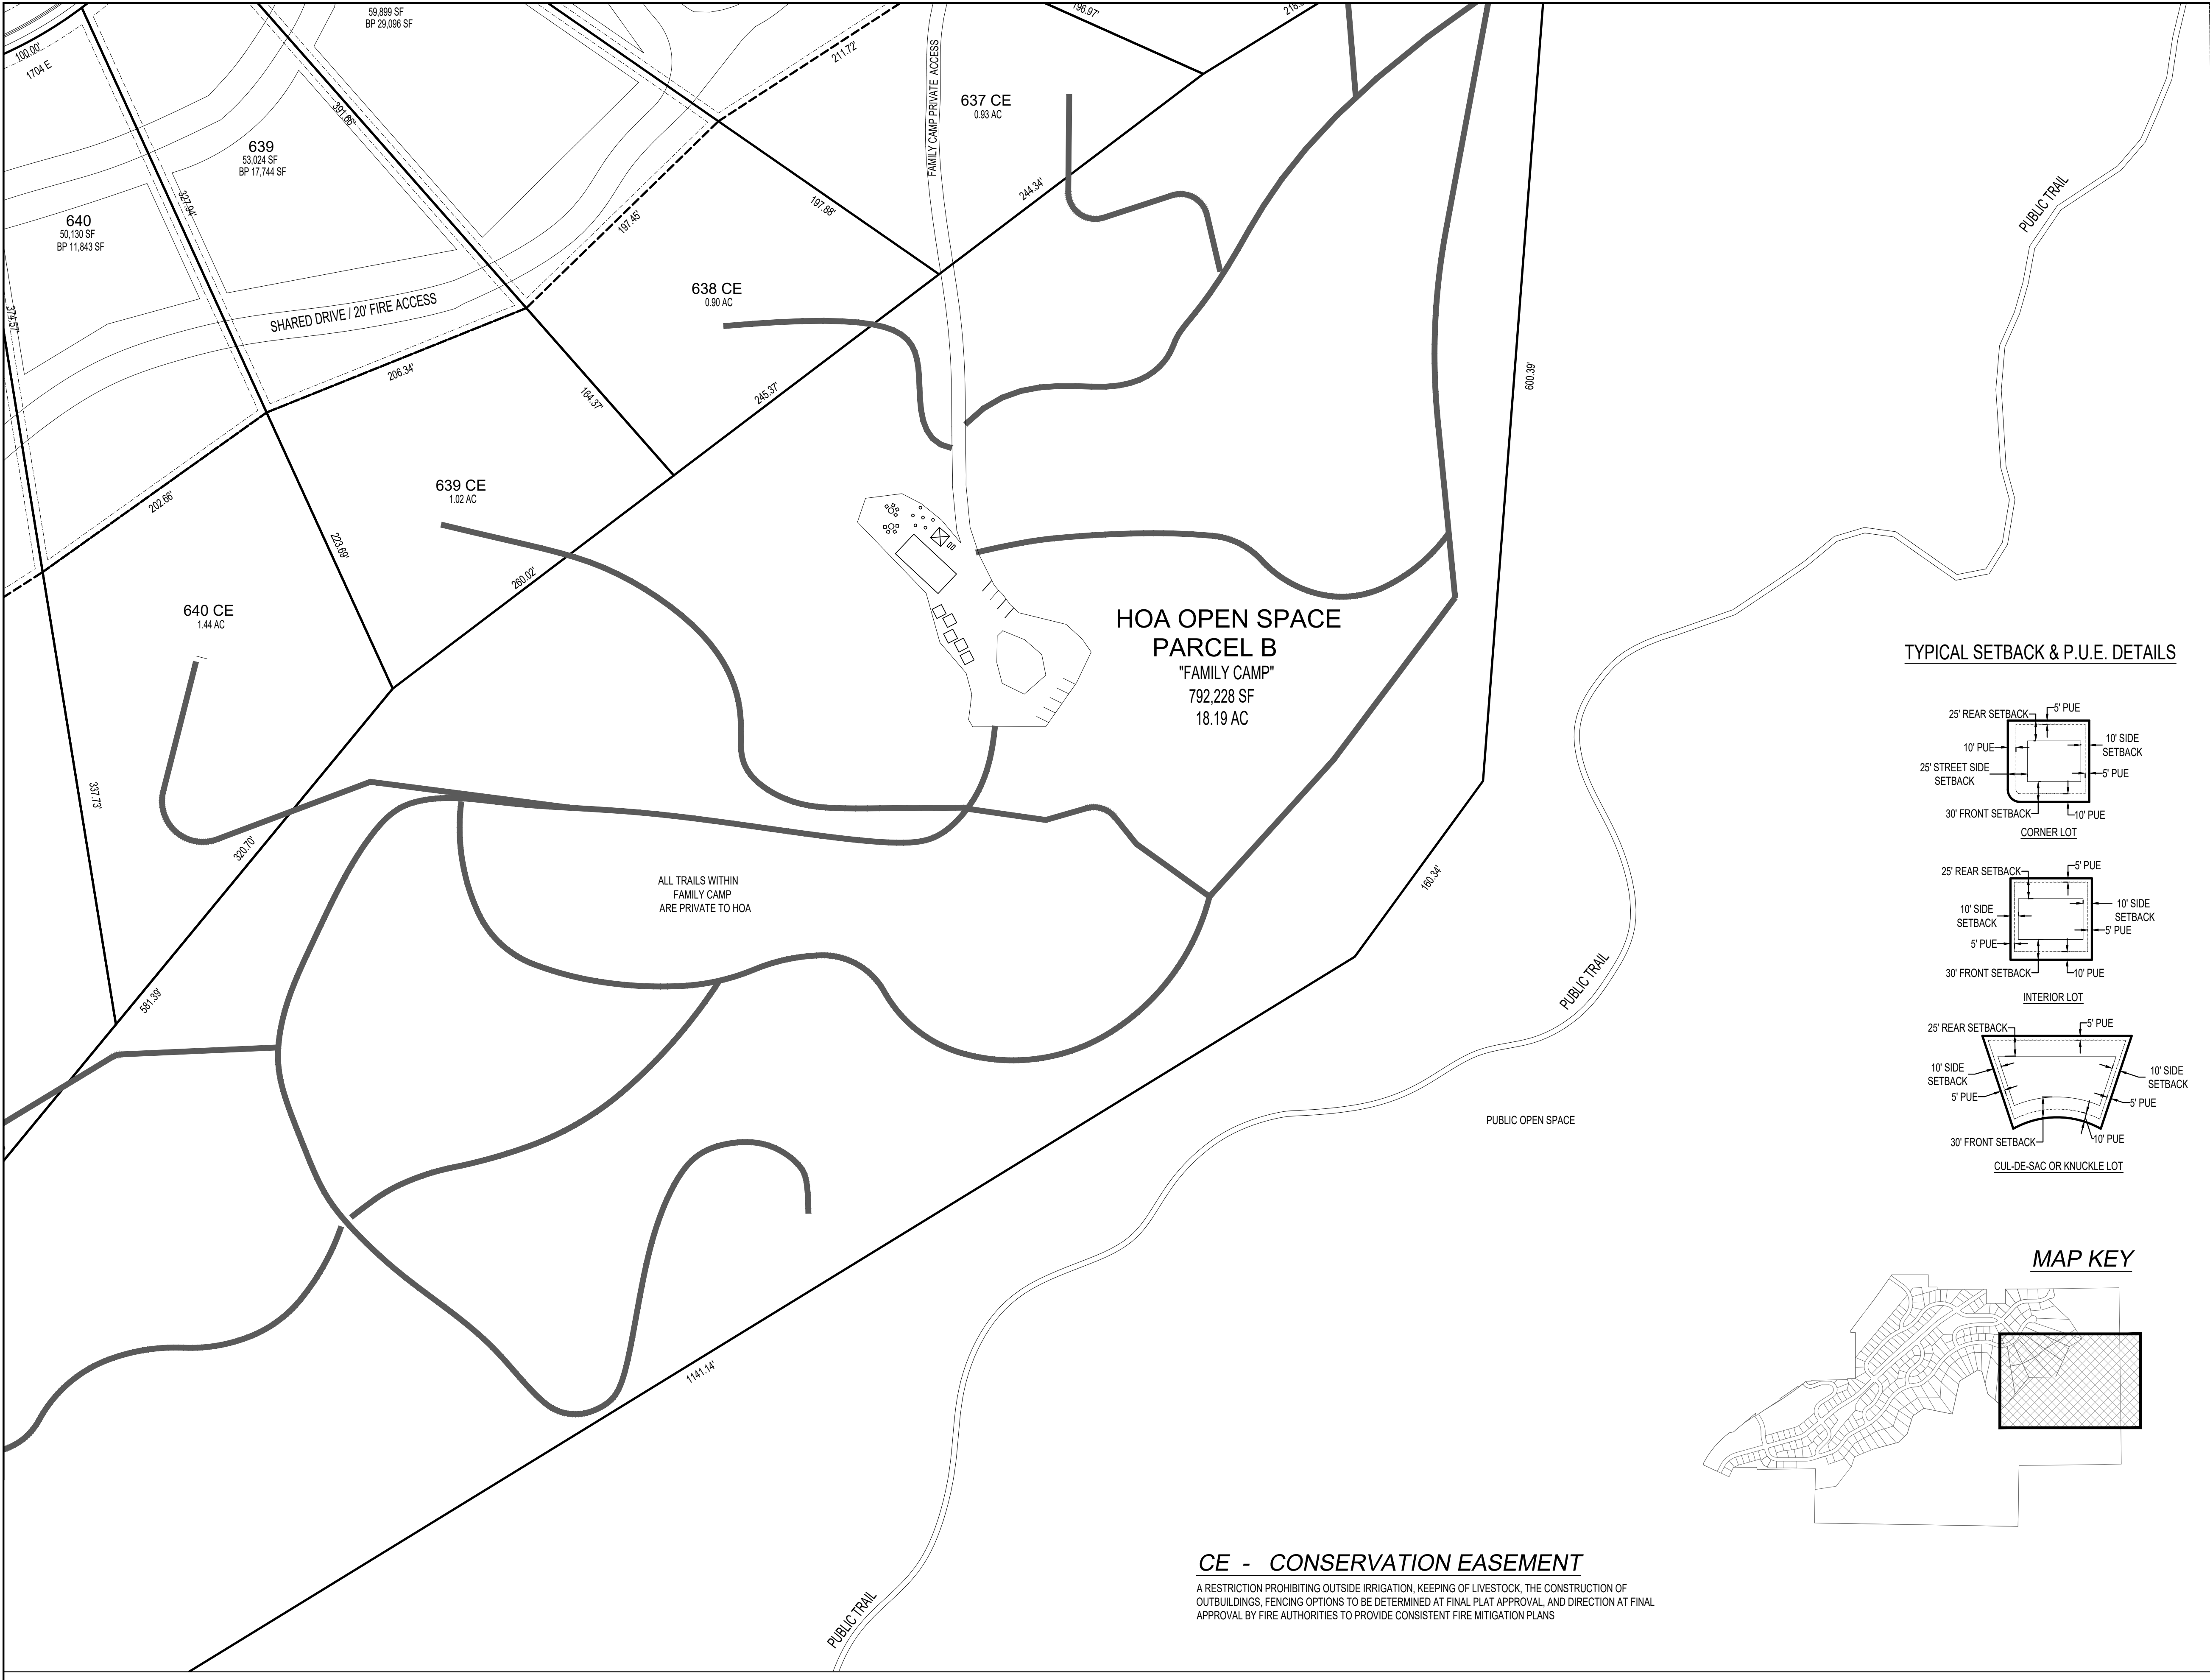 59,899 SF
BP 29,096 SF
196.97'
100.00'
1704 E
211.72'
FAMILY CAMP PRIVATE ACCESS
637 CE
0.93 AC
391.66'
639
53,024 SF
BP 17,744 SF
327.94'
640
50,130 SF
BP 11,843 SF
374.57'
197.45'
197.88'
244.34'
PUBLIC TRAIL
638 CE
0.90 AC
SHARED DRIVE / 20' FIRE ACCESS
206.34'
164.37'
245.37'
600.39'
639 CE
1.02 AC
202.66'
223.69'
260.02'
640 CE
1.44 AC
HOA OPEN SPACE
PARCEL B
"FAMILY CAMP"
792,228 SF
18.19 AC
337.73'
320.70'
ALL TRAILS WITHIN
FAMILY CAMP
ARE PRIVATE TO HOA
160.34'
581.39'
PUBLIC TRAIL
PUBLIC OPEN SPACE
1141.14'
PUBLIC TRAIL
TYPICAL SETBACK & P.U.E. DETAILS
25' REAR SETBACK
5' PUE
10' PUE
10' SIDE
SETBACK
25' STREET SIDE
SETBACK
5' PUE
30' FRONT SETBACK
10' PUE
CORNER LOT
25' REAR SETBACK
5' PUE
10' SIDE
SETBACK
10' SIDE
SETBACK
5' PUE
5' PUE
30' FRONT SETBACK
10' PUE
INTERIOR LOT
25' REAR SETBACK
5' PUE
10' SIDE
SETBACK
10' SIDE
SETBACK
5' PUE
5' PUE
30' FRONT SETBACK
10' PUE
CUL-DE-SAC OR KNUCKLE LOT
MAP KEY
CE - CONSERVATION EASEMENT
A RESTRICTION PROHIBITING OUTSIDE IRRIGATION, KEEPING OF LIVESTOCK, THE CONSTRUCTION OF
OUTBUILDINGS, FENCING OPTIONS TO BE DETERMINED AT FINAL PLAT APPROVAL, AND DIRECTION AT FINAL
APPROVAL BY FIRE AUTHORITIES TO PROVIDE CONSISTENT FIRE MITIGATION PLANS